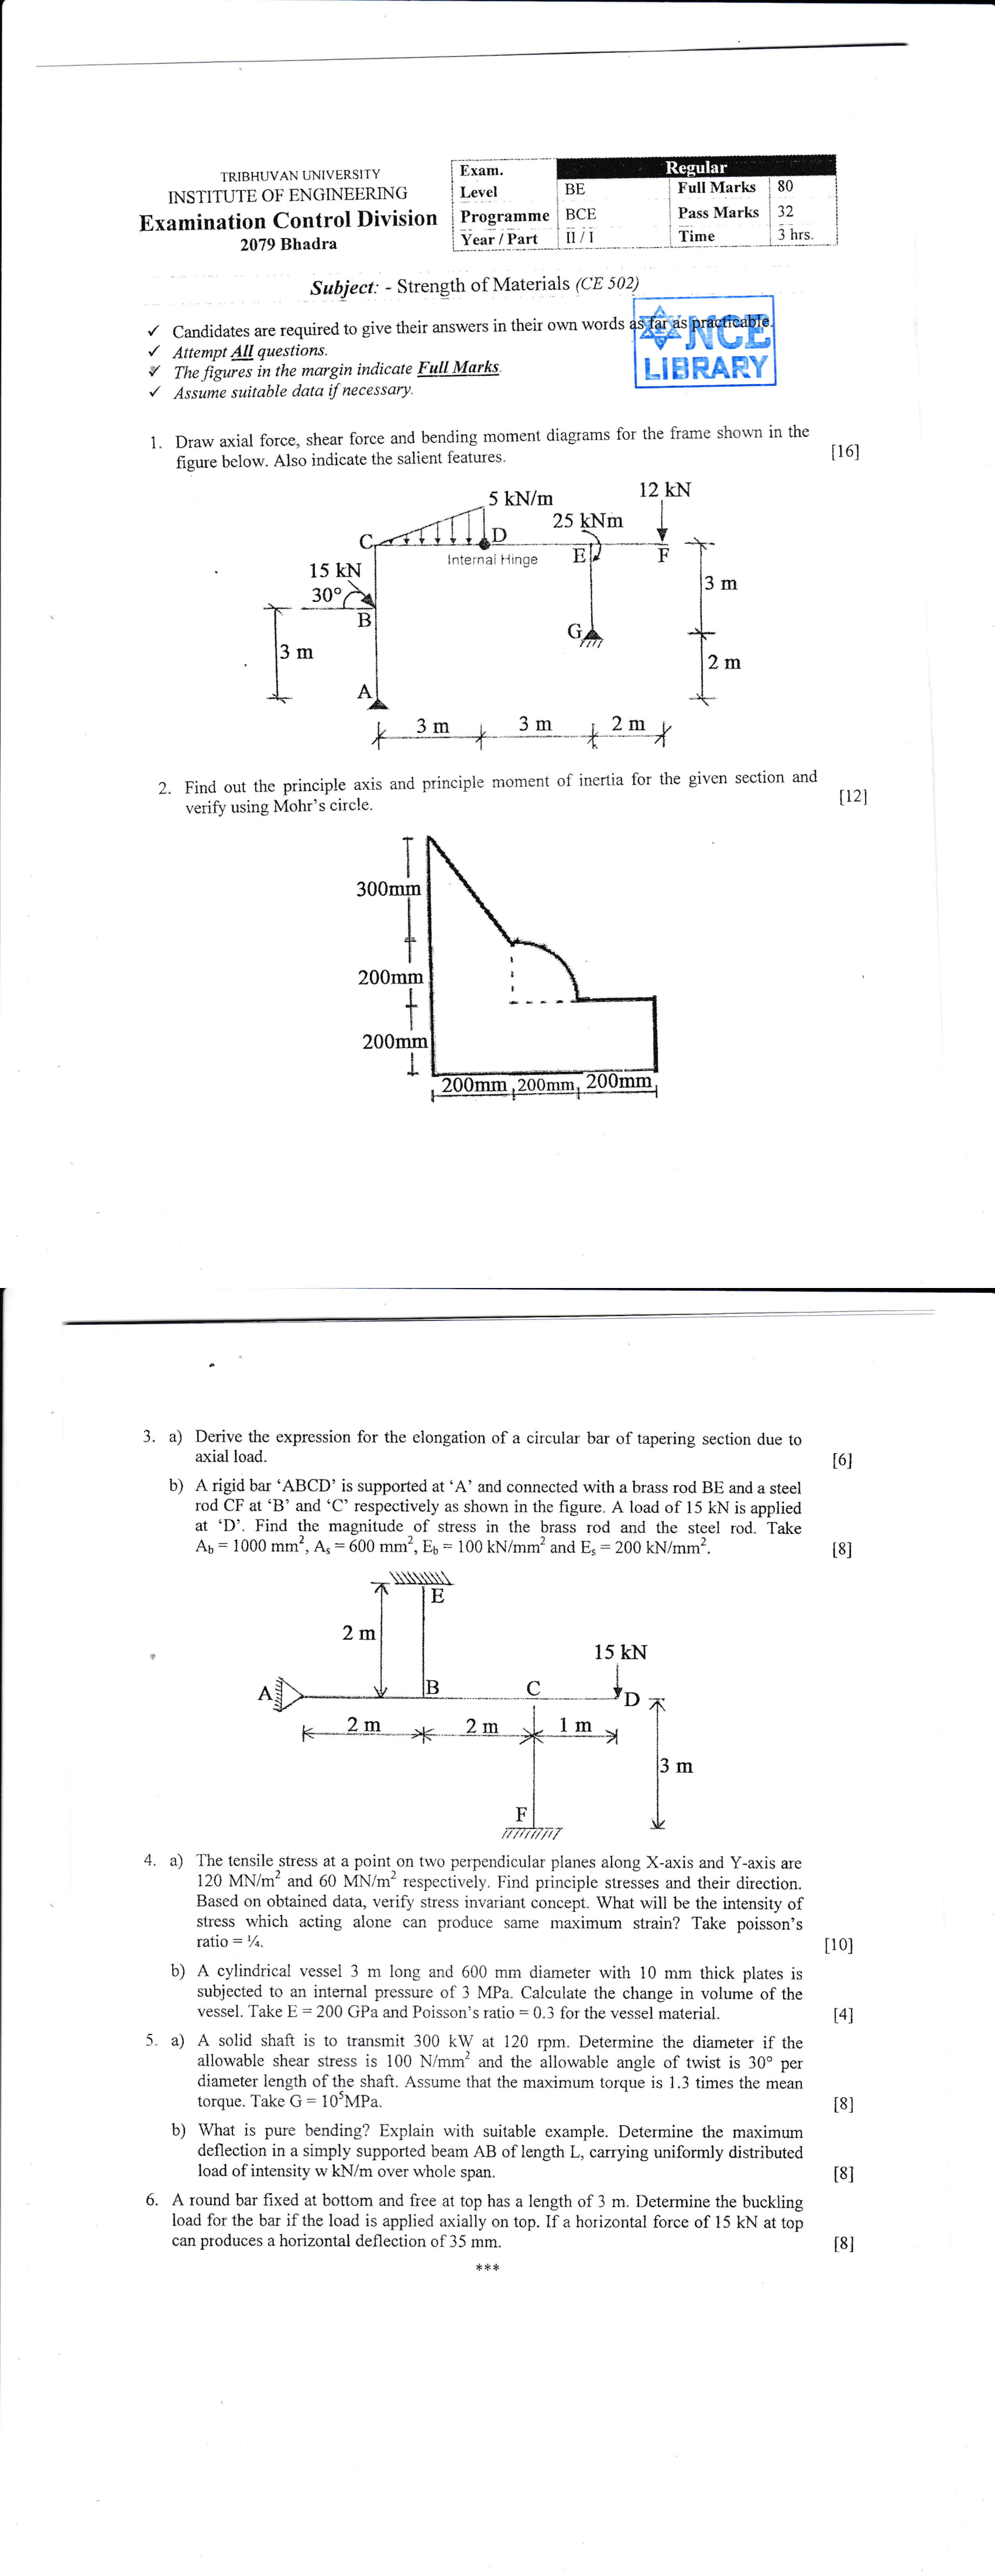 TRIBHUVAN UNIVERSITY
INSTITUTE OF ENGINEERING
Examination Control Division
2079 Bhadra
Exam. Regular
Level BE Full Marks 80
Programme BCE Pass Marks 32
Year / Part II / I Time 3 hrs.
Subject: - Strength of Materials (CE 502)
✓ Candidates are required to give their answers in their own words as far as practicable.
✓ Attempt All questions.
✓ The figures in the margin indicate Full Marks.
✓ Assume suitable data if necessary.
NCE
LIBRARY
1. Draw axial force, shear force and bending moment diagrams for the frame shown in the
figure below. Also indicate the salient features. [16]
12 kN
5 kN/m
25 kNm
C
D
Internal Hinge
E
F
15 kN
30°
B
3 m
G
3 m
2 m
A
3 m
3 m
2 m
2. Find out the principle axis and principle moment of inertia for the given section and
verify using Mohr's circle. [12]
300mm
200mm
200mm
200mm 200mm 200mm
3. a) Derive the expression for the elongation of a circular bar of tapering section due to
axial load. [6]
b) A rigid bar 'ABCD' is supported at 'A' and connected with a brass rod BE and a steel
rod CF at 'B' and 'C' respectively as shown in the figure. A load of 15 kN is applied
at 'D'. Find the magnitude of stress in the brass rod and the steel rod. Take
Ab = 1000 mm², As = 600 mm², Eb = 100 kN/mm² and Es = 200 kN/mm². [8]
E
2 m
15 kN
A
B
C
D
2 m
2 m
1 m
3 m
F
4. a) The tensile stress at a point on two perpendicular planes along X-axis and Y-axis are
120 MN/m² and 60 MN/m² respectively. Find principle stresses and their direction.
Based on obtained data, verify stress invariant concept. What will be the intensity of
stress which acting alone can produce same maximum strain? Take poisson's
ratio = ¼. [10]
b) A cylindrical vessel 3 m long and 600 mm diameter with 10 mm thick plates is
subjected to an internal pressure of 3 MPa. Calculate the change in volume of the
vessel. Take E = 200 GPa and Poisson's ratio = 0.3 for the vessel material. [4]
5. a) A solid shaft is to transmit 300 kW at 120 rpm. Determine the diameter if the
allowable shear stress is 100 N/mm² and the allowable angle of twist is 30° per
diameter length of the shaft. Assume that the maximum torque is 1.3 times the mean
torque. Take G = 10⁵MPa. [8]
b) What is pure bending? Explain with suitable example. Determine the maximum
deflection in a simply supported beam AB of length L, carrying uniformly distributed
load of intensity w kN/m over whole span. [8]
6. A round bar fixed at bottom and free at top has a length of 3 m. Determine the buckling
load for the bar if the load is applied axially on top. If a horizontal force of 15 kN at top
can produces a horizontal deflection of 35 mm. [8]
***